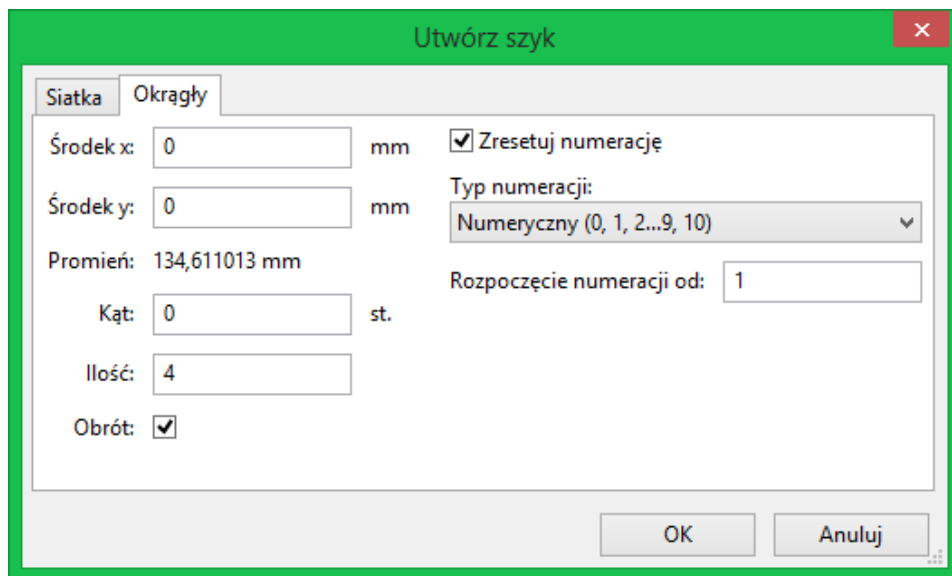 Utwórz szyk
Siatka Okrągły
Środek x: 0 mm
Środek y: 0 mm
Promień: 134,611013 mm
Kąt: 0 st.
Ilość: 4
Obrót:
Zresetuj numerację
Typ numeracji:
Numeryczny (0, 1, 2...9, 10)
Rozpoczęcie numeracji od: 1
OK Anuluj